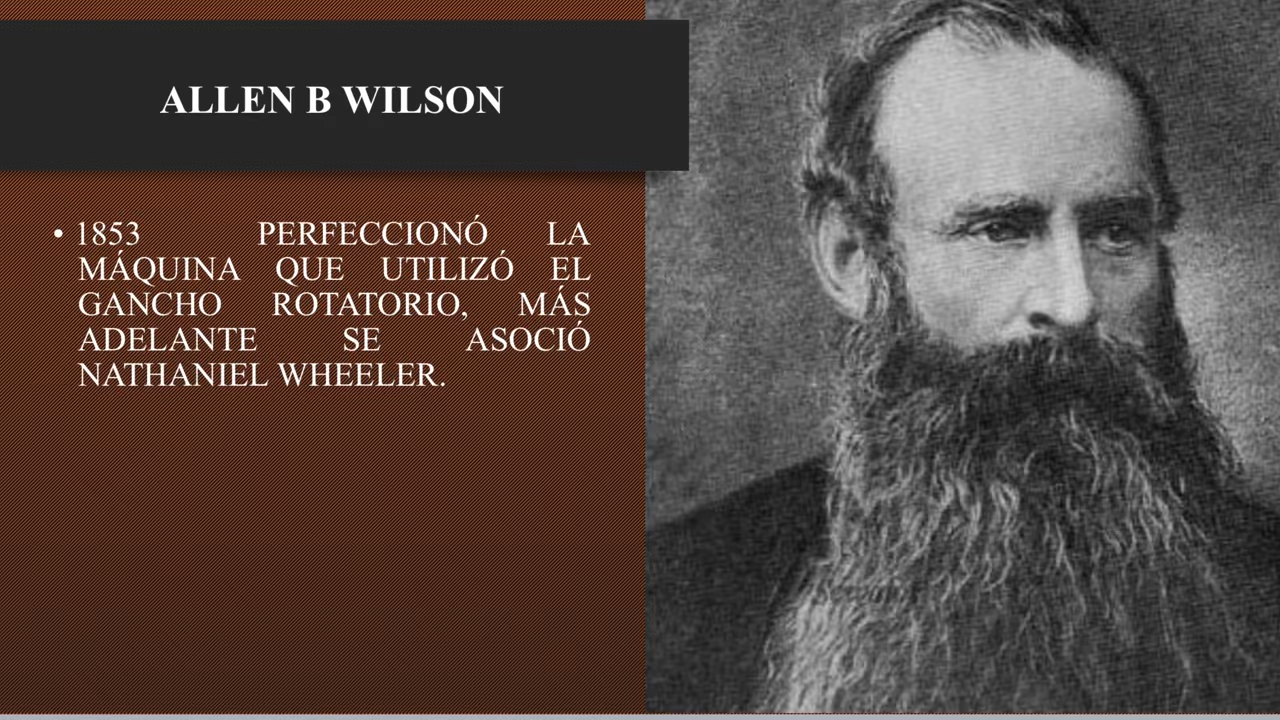 ALLEN B WILSON
• 1853 PERFECCIONÓ LA
MÁQUINA QUE UTILIZÓ EL
GANCHO ROTATORIO, MÁS
ADELANTE SE ASOCIÓ
NATHANIEL WHEELER.